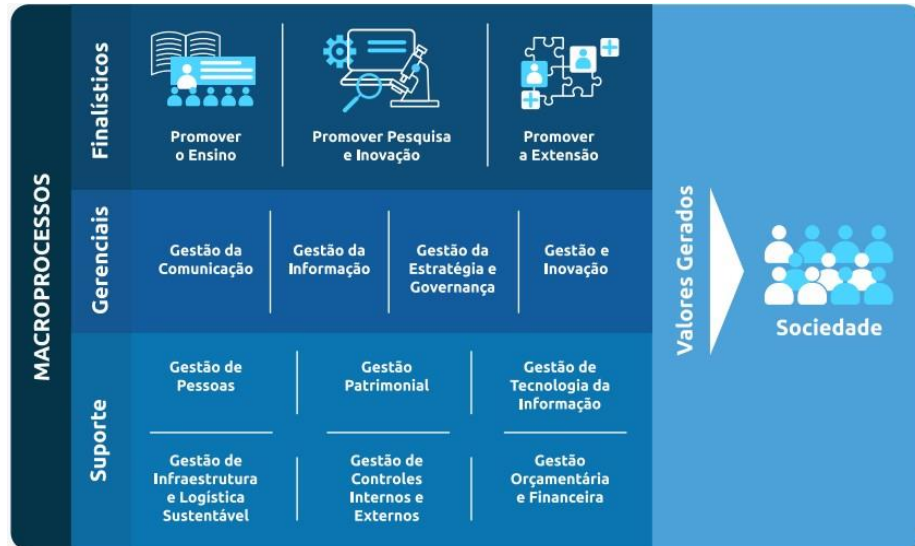 MACROPROCESSOS
Finalísticos
Promover
o Ensino
Promover Pesquisa
e Inovação
Promover
a Extensão
Gerenciais
Gestão da
Comunicação
Gestão da
Informação
Gestão da
Estratégia e
Governança
Gestão e
Inovação
Suporte
Gestão de
Pessoas
Gestão
Patrimonial
Gestão de
Tecnologia da
Informação
Gestão de
Infraestrutura
e Logística
Sustentável
Gestão de
Controles
Internos e
Externos
Gestão
Orçamentária
e Financeira
Valores Gerados
Sociedade